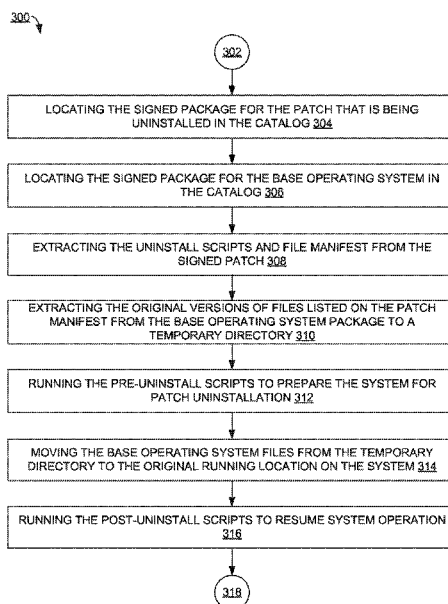 300
302
LOCATING THE SIGNED PACKAGE FOR THE PATCH THAT IS BEING
UNINSTALLED IN THE CATALOG 304
LOCATING THE SIGNED PACKAGE FOR THE BASE OPERATING SYSTEM IN
THE CATALOG 306
EXTRACTING THE UNINSTALL SCRIPTS AND FILE MANIFEST FROM THE
SIGNED PATCH 308
EXTRACTING THE ORIGINAL VERSIONS OF FILES LISTED ON THE PATCH
MANIFEST FROM THE BASE OPERATING SYSTEM PACKAGE TO A
TEMPORARY DIRECTORY 310
RUNNING THE PRE-UNINSTALL SCRIPTS TO PREPARE THE SYSTEM FOR
PATCH UNINSTALLATION 312
MOVING THE BASE OPERATING SYSTEM FILES FROM THE TEMPORARY
DIRECTORY TO THE ORIGINAL RUNNING LOCATION ON THE SYSTEM 314
RUNNING THE POST-UNINSTALL SCRIPTS TO RESUME SYSTEM OPERATION
316
318